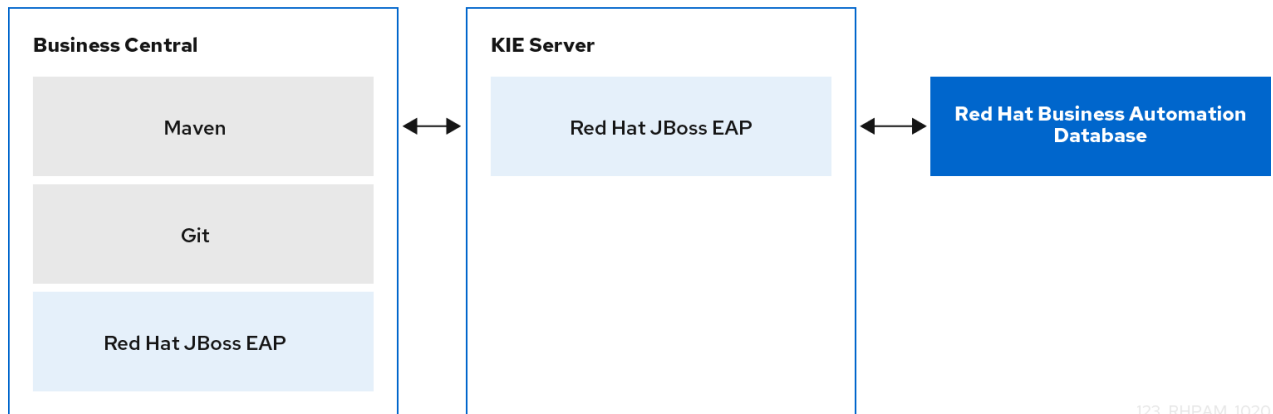 Business Central
Maven
Git
Red Hat JBoss EAP
KIE Server
Red Hat JBoss EAP
Red Hat Business Automation
Database
123_RHPAM_1020